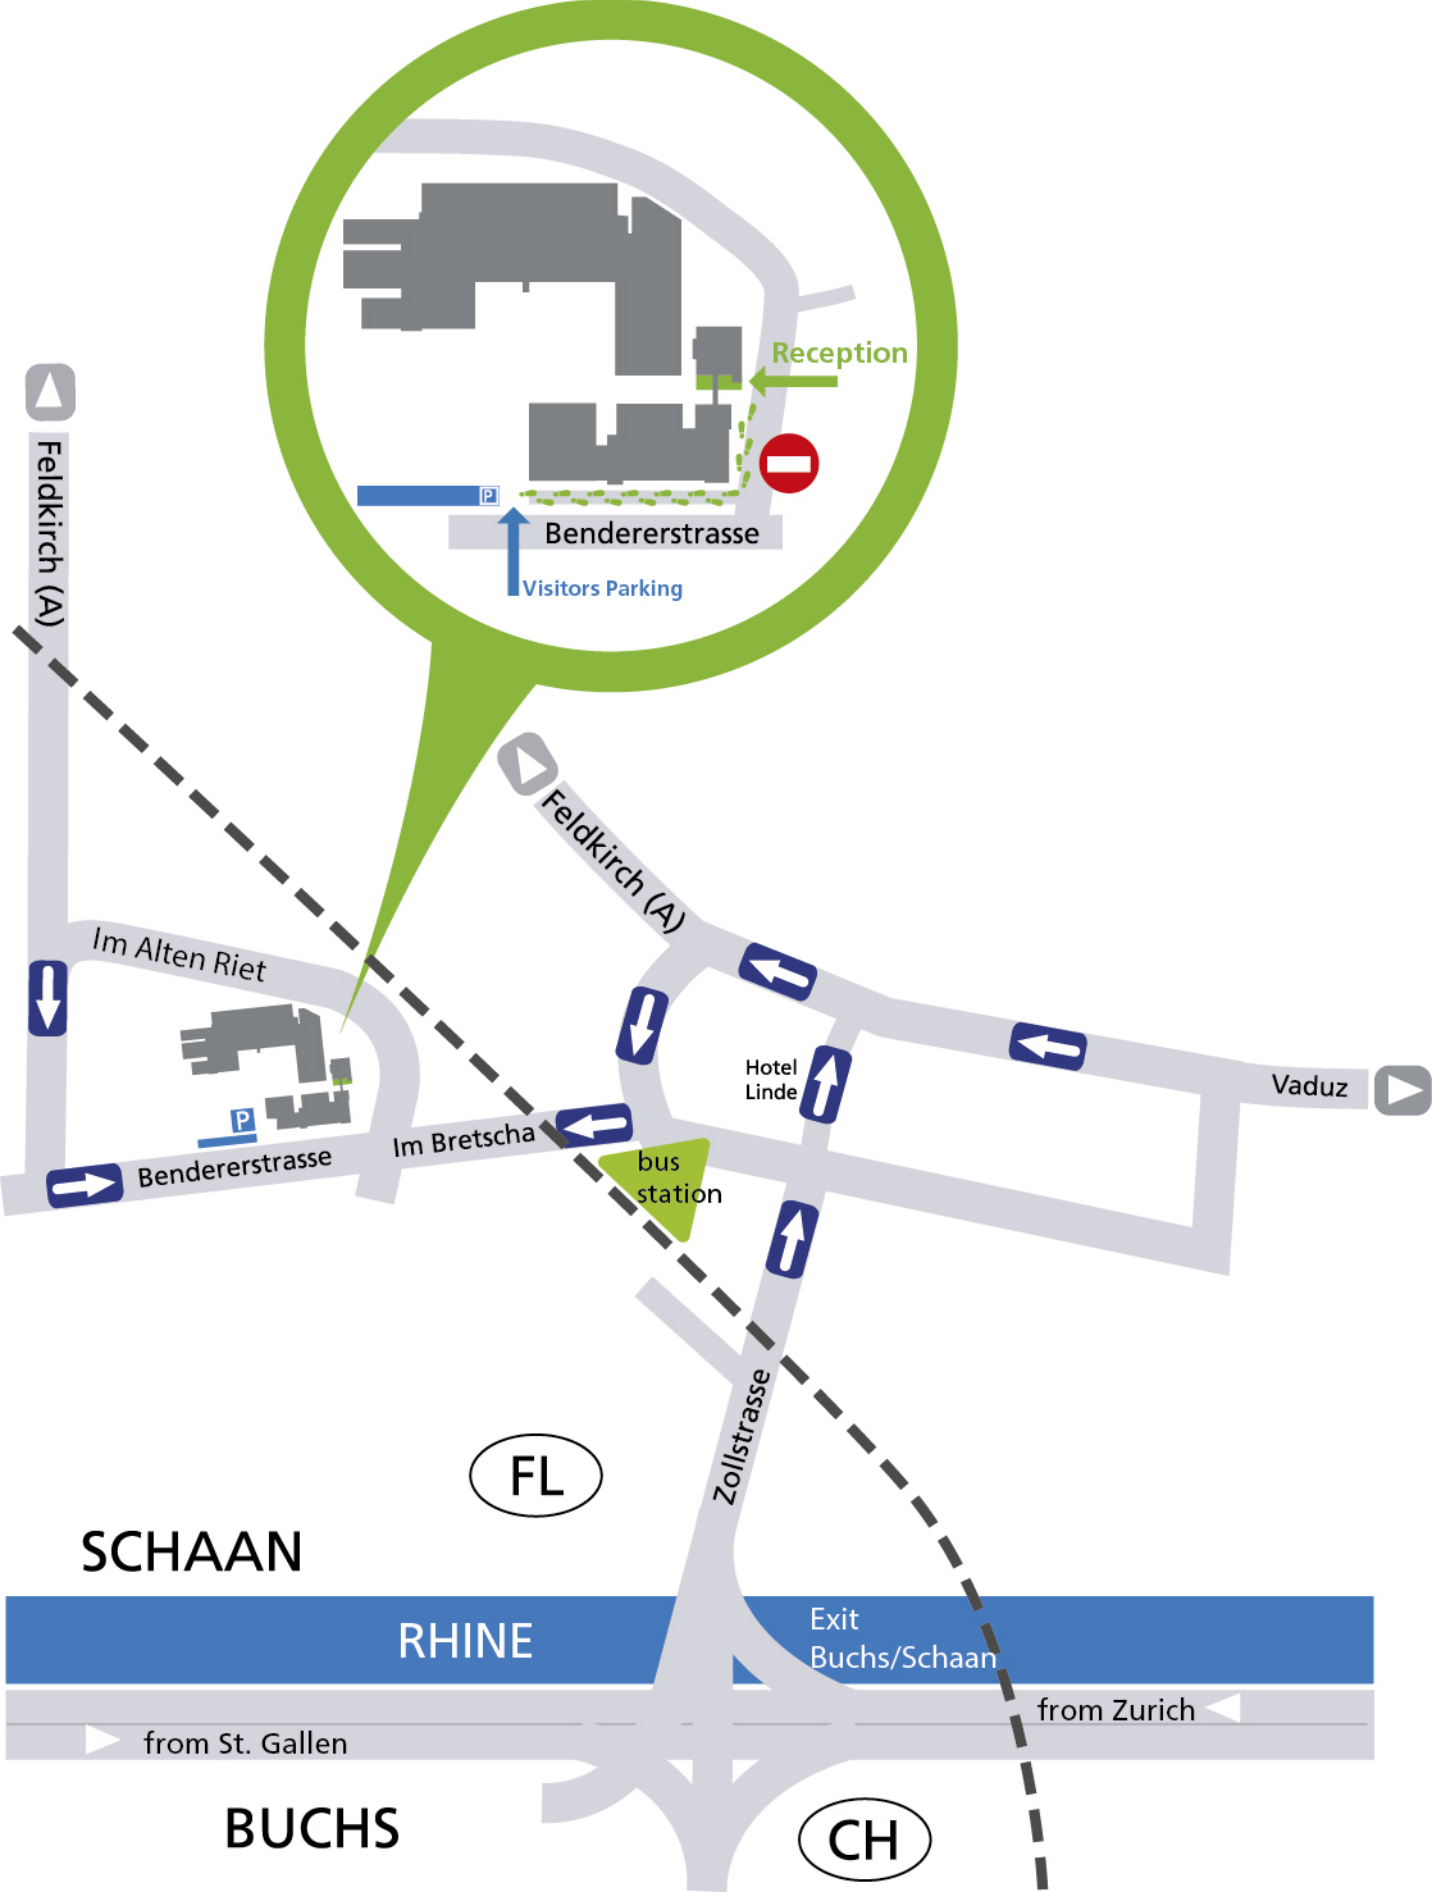 Reception
P
Bendererstrasse
Visitors Parking
Feldkirch (A)
Feldkirch (A)
Im Alten Riet
Hotel
Linde
Vaduz
P
Im Bretscha
Bendererstrasse
bus
station
Zollstrasse
FL
SCHAAN
RHINE
Exit
Buchs/Schaan
from Zurich
from St. Gallen
BUCHS
CH